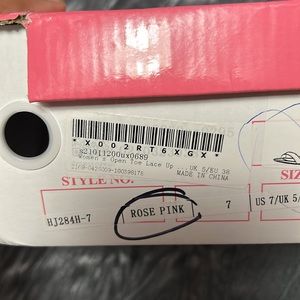 *X002RT6XGX*
s21011200ux0689
Women's Open Toe Lace Up ... UK 5/EU 38
MADE IN CHINA
STYLE NO.
HJ284H-7
ROSE PINK
7
US 7/UK 5/